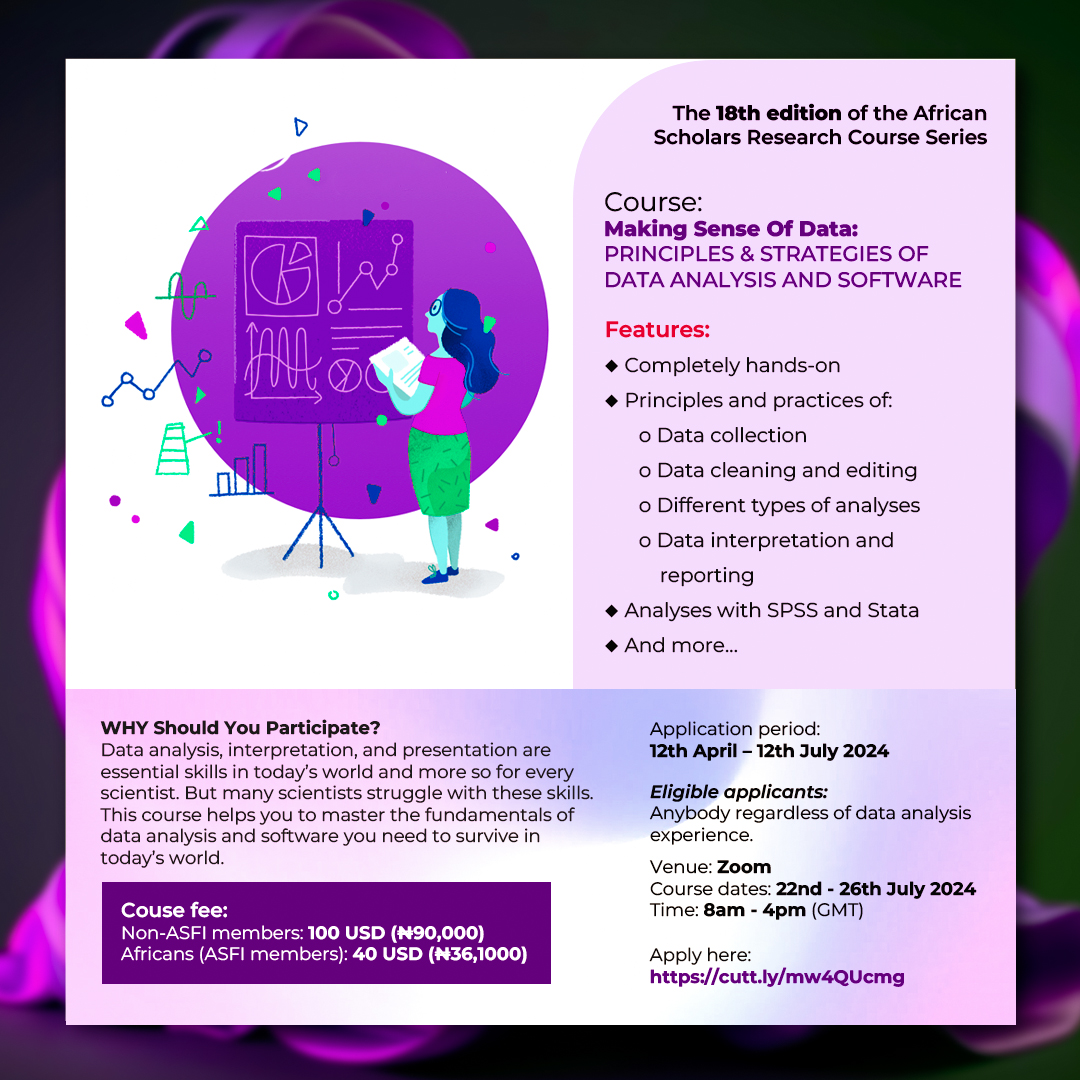 The 18th edition of the African
Scholars Research Course Series
Course:
Making Sense Of Data:
PRINCIPLES & STRATEGIES OF
DATA ANALYSIS AND SOFTWARE
Features:
◆ Completely hands-on
◆ Principles and practices of:
o Data collection
o Data cleaning and editing
o Different types of analyses
o Data interpretation and
reporting
◆ Analyses with SPSS and Stata
◆ And more...
WHY Should You Participate?
Data analysis, interpretation, and presentation are
essential skills in today's world and more so for every
scientist. But many scientists struggle with these skills.
This course helps you to master the fundamentals of
data analysis and software you need to survive in
today's world.
Couse fee:
Non-ASFI members: 100 USD (₦90,000)
Africans (ASFI members): 40 USD (₦36,1000)
Application period:
12th April – 12th July 2024
Eligible applicants:
Anybody regardless of data analysis
experience.
Venue: Zoom
Course dates: 22nd - 26th July 2024
Time: 8am - 4pm (GMT)
Apply here:
https://cutt.ly/mw4QUcmg